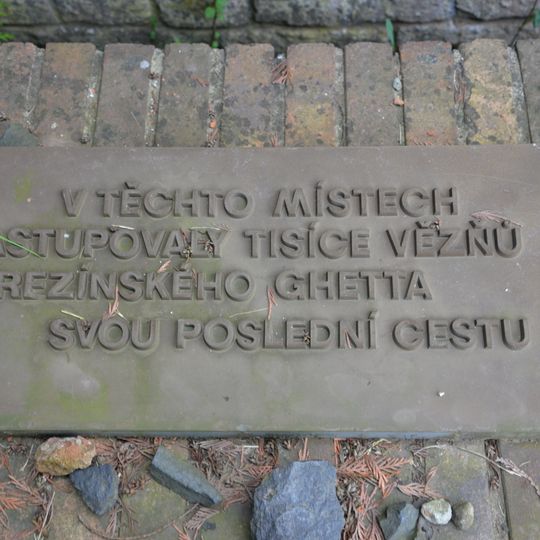 V TĚCHTO MÍSTECH
ASTUPOVALY TISÍCE VĚZŇŮ
REZÍNSKÉHO GHETTA
SVOU POSLEDNÍ CESTU